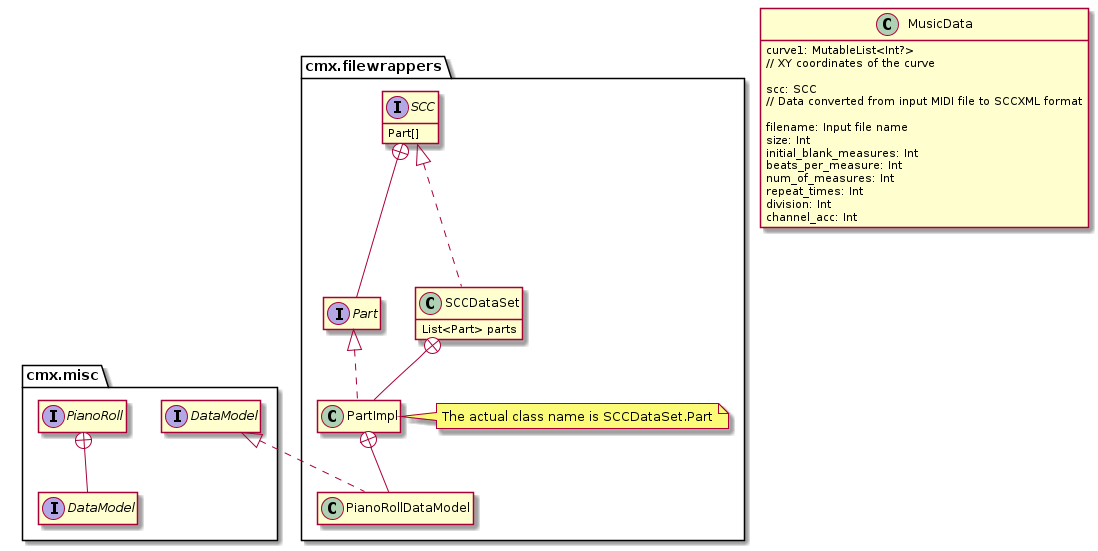 cmx.filewrappers
I SCC
Part[]
I Part
C SCCDataSet
List<Part> parts
C PartImpl
The actual class name is SCCDataSet.Part
C PianoRollDataModel
cmx.misc
I PianoRoll
I DataModel
I DataModel
C MusicData
curve1: MutableList<Int?>
// XY coordinates of the curve
scc: SCC
// Data converted from input MIDI file to SCCXML format
filename: Input file name
size: Int
initial_blank_measures: Int
beats_per_measure: Int
num_of_measures: Int
repeat_times: Int
division: Int
channel_acc: Int